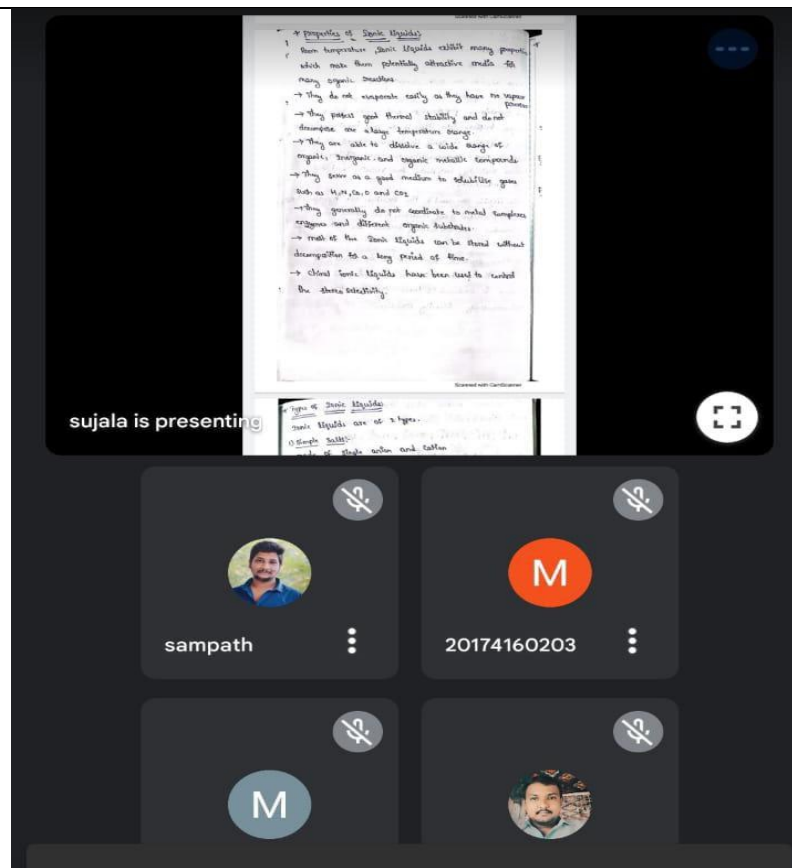 Scanned with CamScanner
* Properties of Ionic liquids:
Room temperature, Ionic liquids exhibit many properties
which make them potentially attractive media for
many organic reactions.
→ They do not evaporate easily as they have no vapour
pressure
→ They posses good thermal stability and do not
decompose over a large temperature range.
→ They are able to dissolve a wide range of
organic, Inorganic and organic metallic compounds
→ They serve as a good medium to solubilise gases
such as H, N, Co, O and CO2
→ They generally do not coordinate to metal complexes
enzymes and different organic substrates.
→ most of the Ionic liquids can be stored without
decomposition for a long period of time.
→ chiral ionic liquids have been used to control
the stereo selectivity.
Scanned with CamScanner
Types of Ionic liquids
Ionic liquids are of 2 types.
1) Simple Salts:-
made of single anion and cation
sujala is presenting
sampath
M
20174160203
M